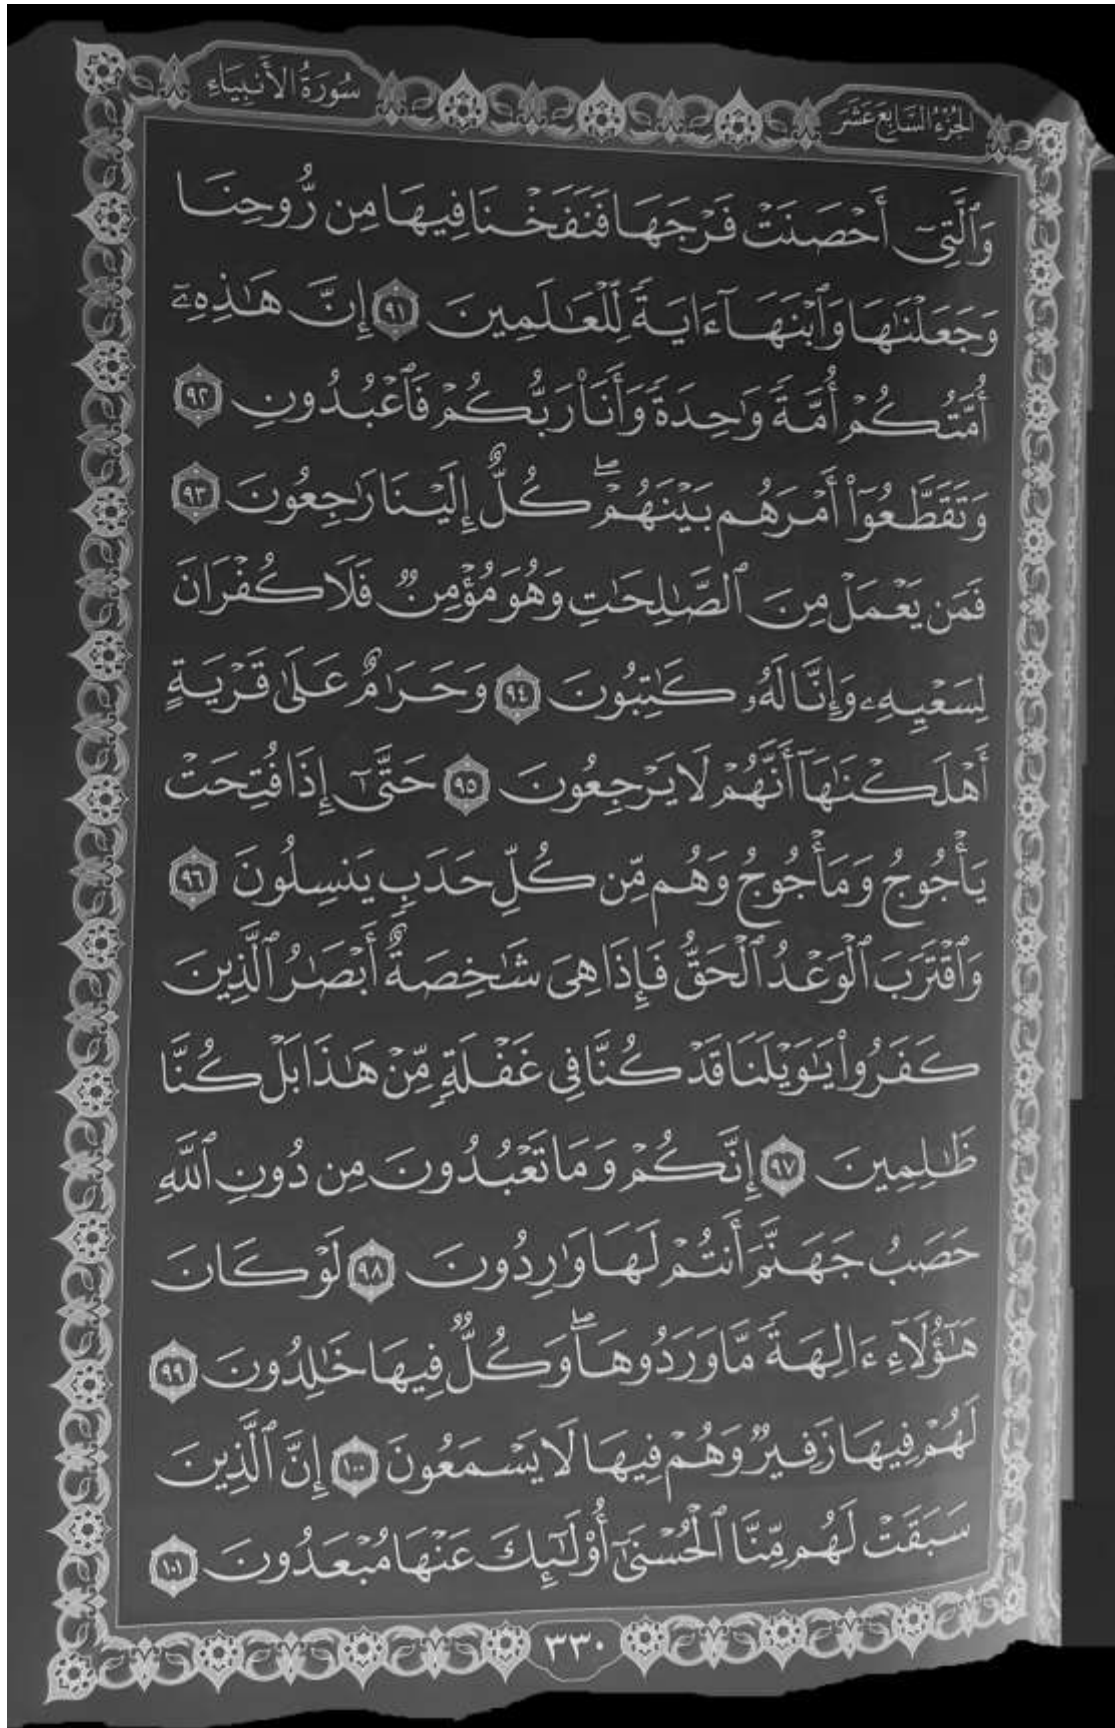 الجُزْءُ السَّابِعَ عَشَرَ
سُورَةُ الأَنبِيَاءِ
وَٱلَّتِىٓ أَحْصَنَتْ فَرْجَهَا فَنَفَخْنَا فِيهَا مِن رُّوحِنَا
وَجَعَلْنَٰهَا وَٱبْنَهَآ ءَايَةً لِّلْعَٰلَمِينَ ٩١ إِنَّ هَٰذِهِۦٓ
أُمَّتُكُمْ أُمَّةً وَٰحِدَةً وَأَنَا۠ رَبُّكُمْ فَٱعْبُدُونِ ٩٢
وَتَقَطَّعُوٓا۟ أَمْرَهُم بَيْنَهُمْ ۖ كُلٌّ إِلَيْنَا رَٰجِعُونَ ٩٣
فَمَن يَعْمَلْ مِنَ ٱلصَّٰلِحَٰتِ وَهُوَ مُؤْمِنٌ فَلَا كُفْرَانَ
لِسَعْيِهِۦ وَإِنَّا لَهُۥ كَٰتِبُونَ ٩٤ وَحَرَٰمٌ عَلَىٰ قَرْيَةٍ
أَهْلَكْنَٰهَآ أَنَّهُمْ لَا يَرْجِعُونَ ٩٥ حَتَّىٰٓ إِذَا فُتِحَتْ
يَأْجُوجُ وَمَأْجُوجُ وَهُم مِّن كُلِّ حَدَبٍ يَنسِلُونَ ٩٦
وَٱقْتَرَبَ ٱلْوَعْدُ ٱلْحَقُّ فَإِذَا هِىَ شَٰخِصَةٌ أَبْصَٰرُ ٱلَّذِينَ
كَفَرُوا۟ يَٰوَيْلَنَا قَدْ كُنَّا فِى غَفْلَةٍ مِّنْ هَٰذَا بَلْ كُنَّا
ظَٰلِمِينَ ٩٧ إِنَّكُمْ وَمَا تَعْبُدُونَ مِن دُونِ ٱللَّهِ
حَصَبُ جَهَنَّمَ أَنتُمْ لَهَا وَٰرِدُونَ ٩٨ لَوْ كَانَ
هَٰٓؤُلَآءِ ءَالِهَةً مَّا وَرَدُوهَا ۖ وَكُلٌّ فِيهَا خَٰلِدُونَ ٩٩
لَهُمْ فِيهَا زَفِيرٌ وَهُمْ فِيهَا لَا يَسْمَعُونَ ١٠٠ إِنَّ ٱلَّذِينَ
سَبَقَتْ لَهُم مِّنَّا ٱلْحُسْنَىٰٓ أُو۟لَٰٓئِكَ عَنْهَا مُبْعَدُونَ ١٠١
٣٣٠